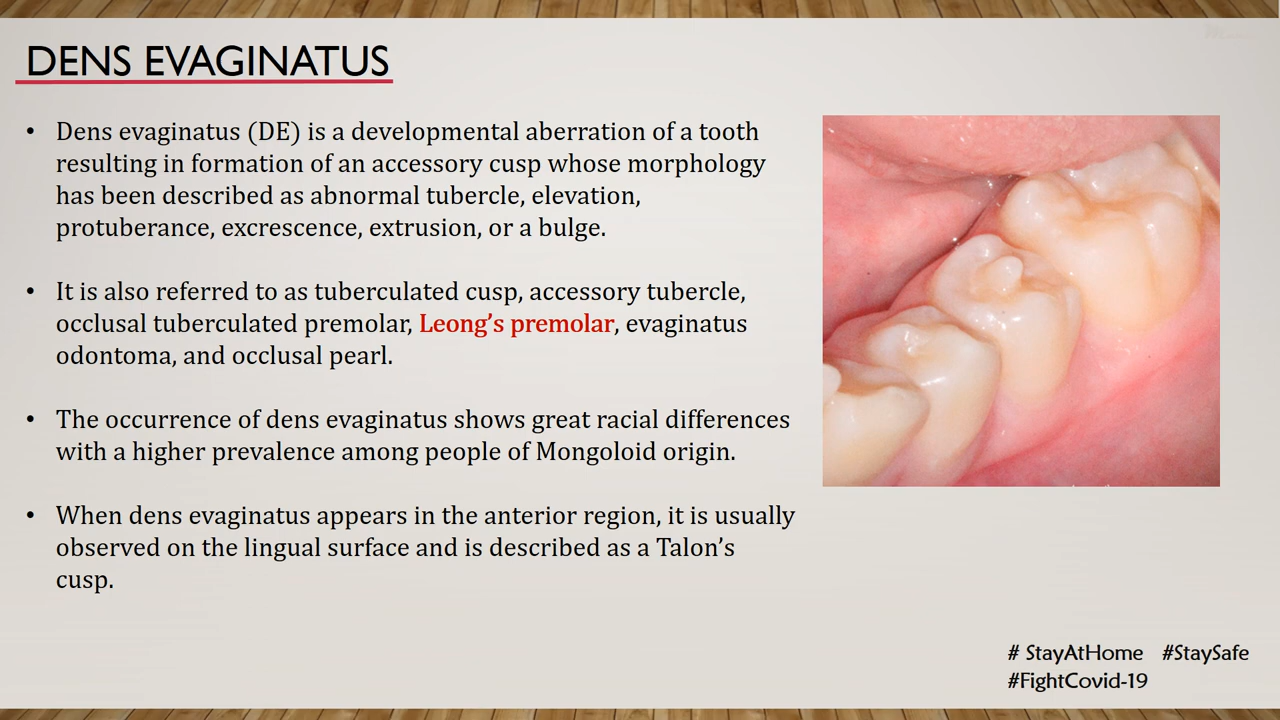 DENS EVAGINATUS
• Dens evaginatus (DE) is a developmental aberration of a tooth
resulting in formation of an accessory cusp whose morphology
has been described as abnormal tubercle, elevation,
protuberance, excrescence, extrusion, or a bulge.
• It is also referred to as tuberculated cusp, accessory tubercle,
occlusal tuberculated premolar, Leong’s premolar, evaginatus
odontoma, and occlusal pearl.
• The occurrence of dens evaginatus shows great racial differences
with a higher prevalence among people of Mongoloid origin.
• When dens evaginatus appears in the anterior region, it is usually
observed on the lingual surface and is described as a Talon’s
cusp.
# StayAtHome #StaySafe
#FightCovid-19